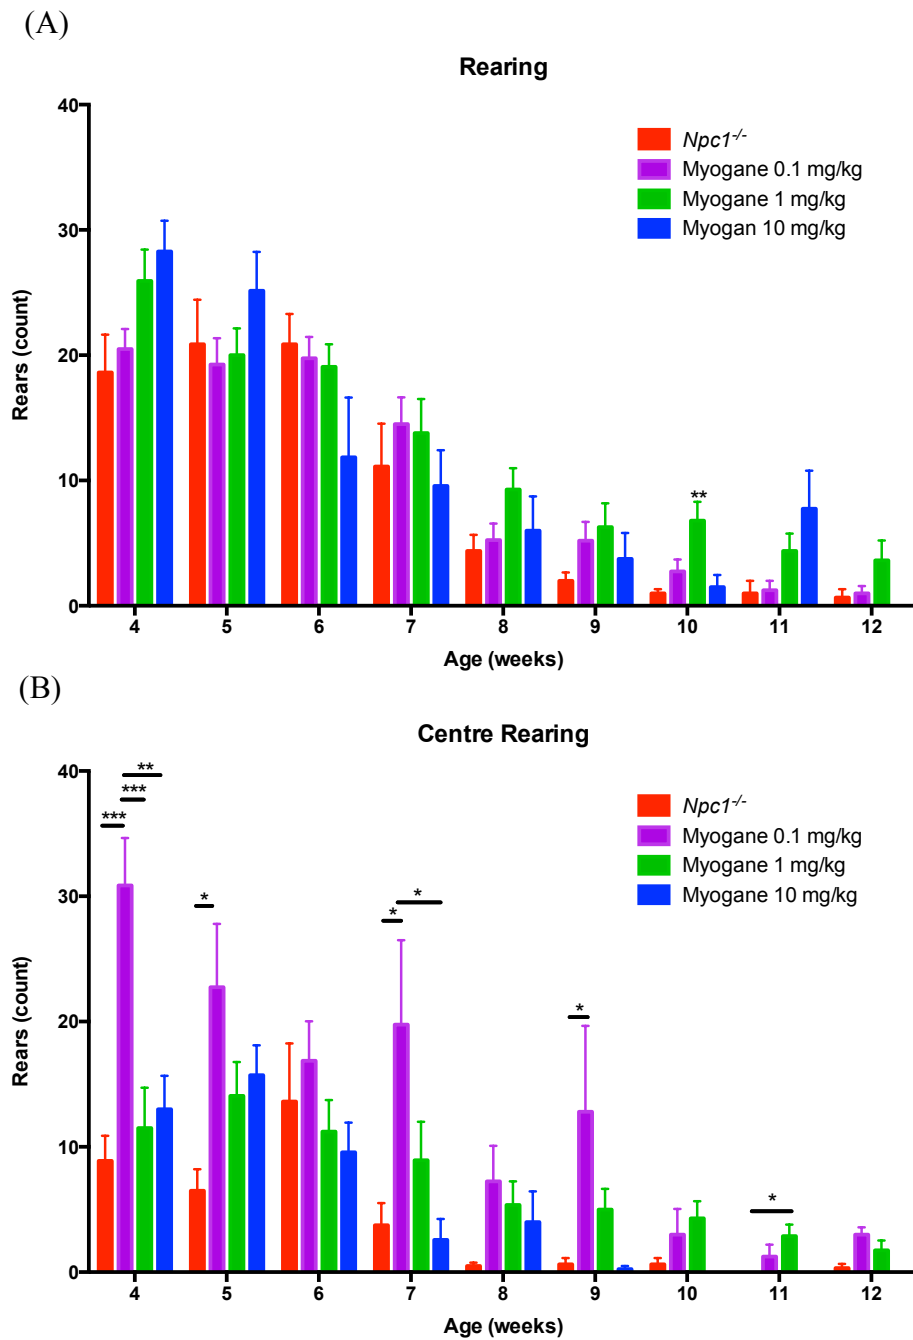 (A)
Rearing
40
30
20
10
0
Rears (count)
Npc1-/-
Myogane 0.1 mg/kg
Myogane 1 mg/kg
Myogan 10 mg/kg
**
4 5 6 7 8 9 10 11 12
Age (weeks)
(B)
Centre Rearing
40
30
20
10
0
Rears (count)
Npc1-/-
Myogane 0.1 mg/kg
Myogane 1 mg/kg
Myogane 10 mg/kg
**
***
***
*
*
*
*
*
4 5 6 7 8 9 10 11 12
Age (weeks)